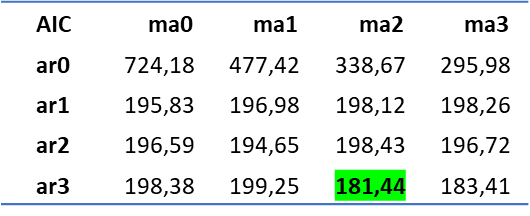 AIC ma0 ma1 ma2 ma3
ar0 724,18 477,42 338,67 295,98
ar1 195,83 196,98 198,12 198,26
ar2 196,59 194,65 198,43 196,72
ar3 198,38 199,25 181,44 183,41